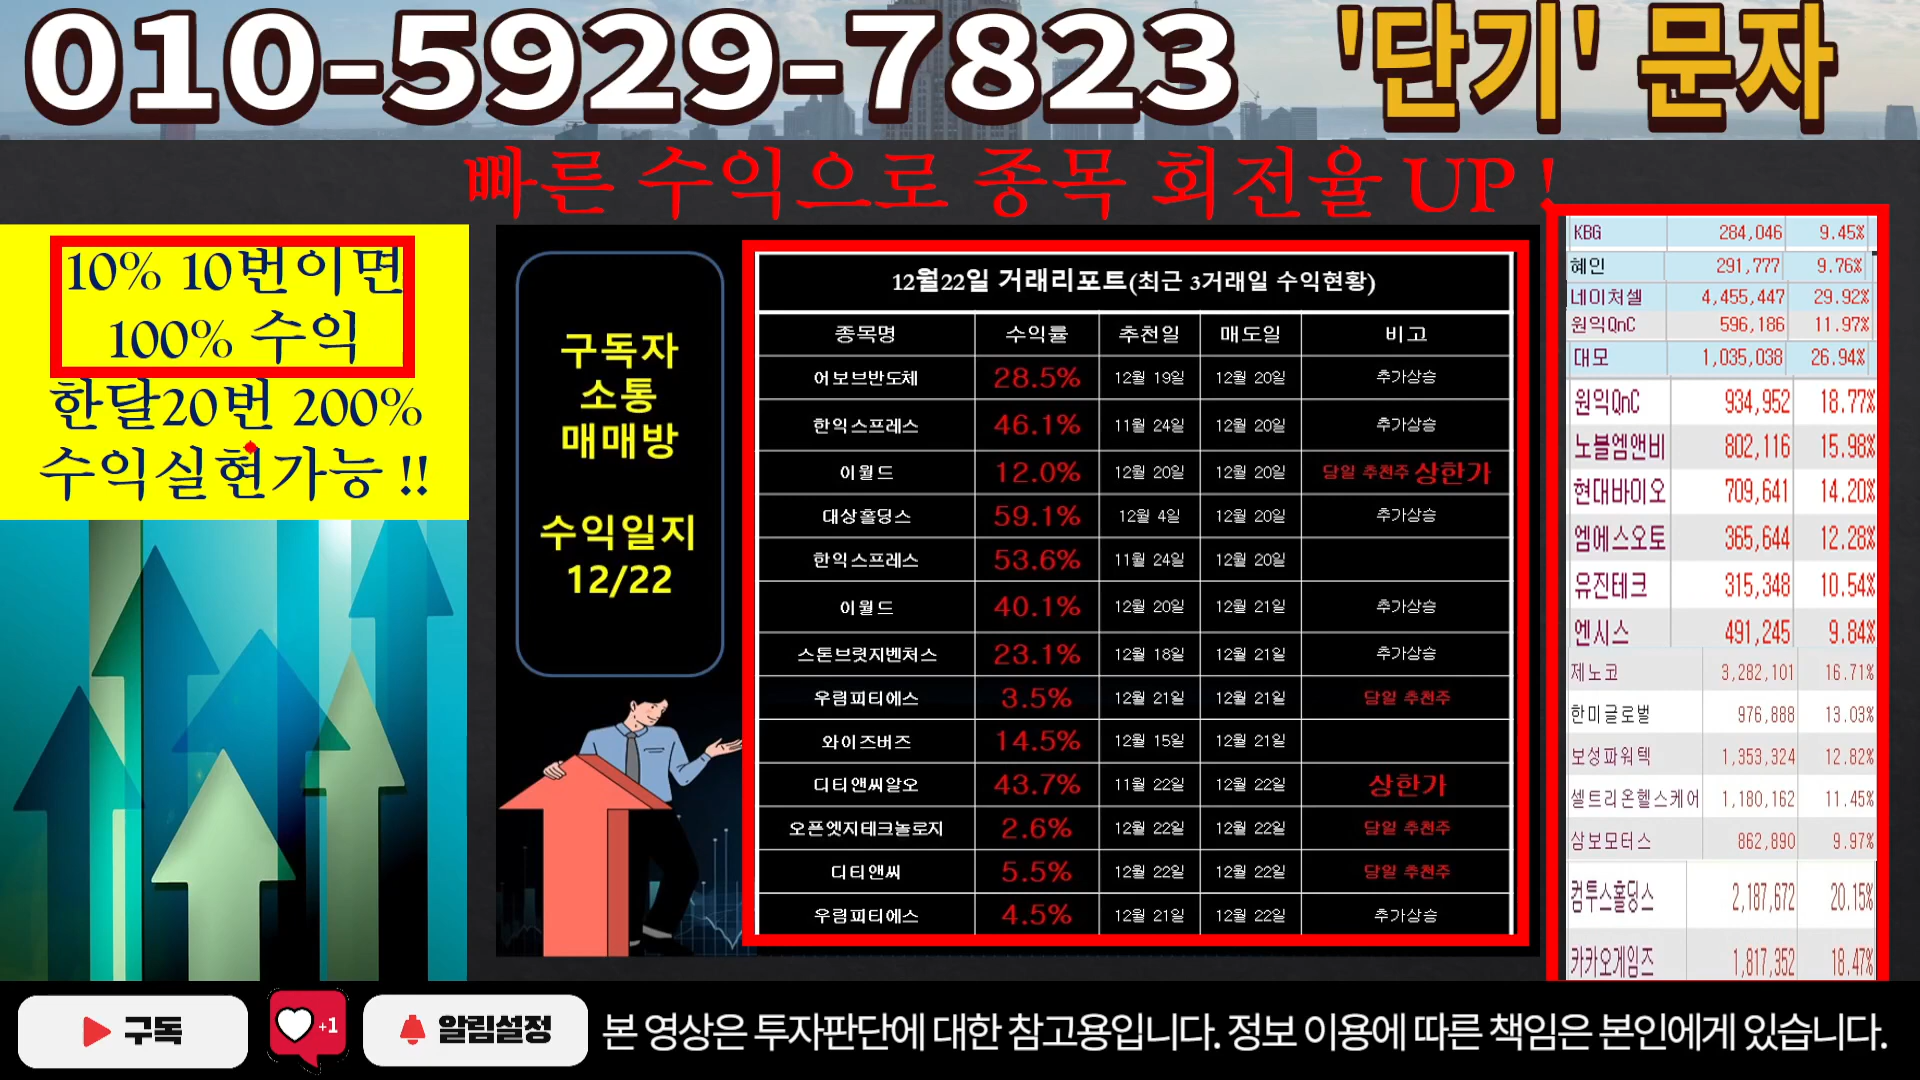 010-5929-7823 '단기' 문자
빠른 수익으로 종목 회전율 UP !
10% 10번이면
100% 수익
한달20번 200%
수익실현가능 !!
구독자
소통
매매방
수익일지
12/22
12월22일 거래리포트(최근 3거래일 수익현황)
종목명 수익률 추천일 매도일 비고
어보브반도체 28.5% 12월 19일 12월 20일 추가상승
한익스프레스 46.1% 11월 24일 12월 20일 추가상승
이월드 12.0% 12월 20일 12월 20일 당일 추천주 상한가
대상홀딩스 59.1% 12월 4일 12월 20일 추가상승
한익스프레스 53.6% 11월 24일 12월 20일
이월드 40.1% 12월 20일 12월 21일 추가상승
스톤브릿지벤처스 23.1% 12월 18일 12월 21일 추가상승
우림피티에스 3.5% 12월 21일 12월 21일 당일 추천주
와이즈버즈 14.5% 12월 15일 12월 21일
디티앤씨알오 43.7% 11월 22일 12월 22일 상한가
오픈엣지테크놀로지 2.6% 12월 22일 12월 22일 당일 추천주
디티앤씨 5.5% 12월 22일 12월 22일 당일 추천주
우림피티에스 4.5% 12월 21일 12월 22일 추가상승
KBG 284,046 9.45%
혜인 291,777 9.76%
네이처셀 4,455,447 29.92%
원익QnC 596,186 11.97%
대모 1,035,038 26.94%
원익QnC 934,952 18.77%
노블엠앤비 802,116 15.98%
현대바이오 709,641 14.20%
엠에스오토 365,644 12.28%
유진테크 315,348 10.54%
엔시스 491,245 9.84%
제노코 3,282,101 16.71%
한미글로벌 976,888 13.03%
보성파워텍 1,353,324 12.82%
셀트리온헬스케어 1,180,162 11.45%
상보모터스 862,890 9.97%
컴투스홀딩스 2,187,672 20.15%
카카오게임즈 1,817,352 18.47%
구독 +1 알림설정 본 영상은 투자판단에 대한 참고용입니다. 정보 이용에 따른 책임은 본인에게 있습니다.